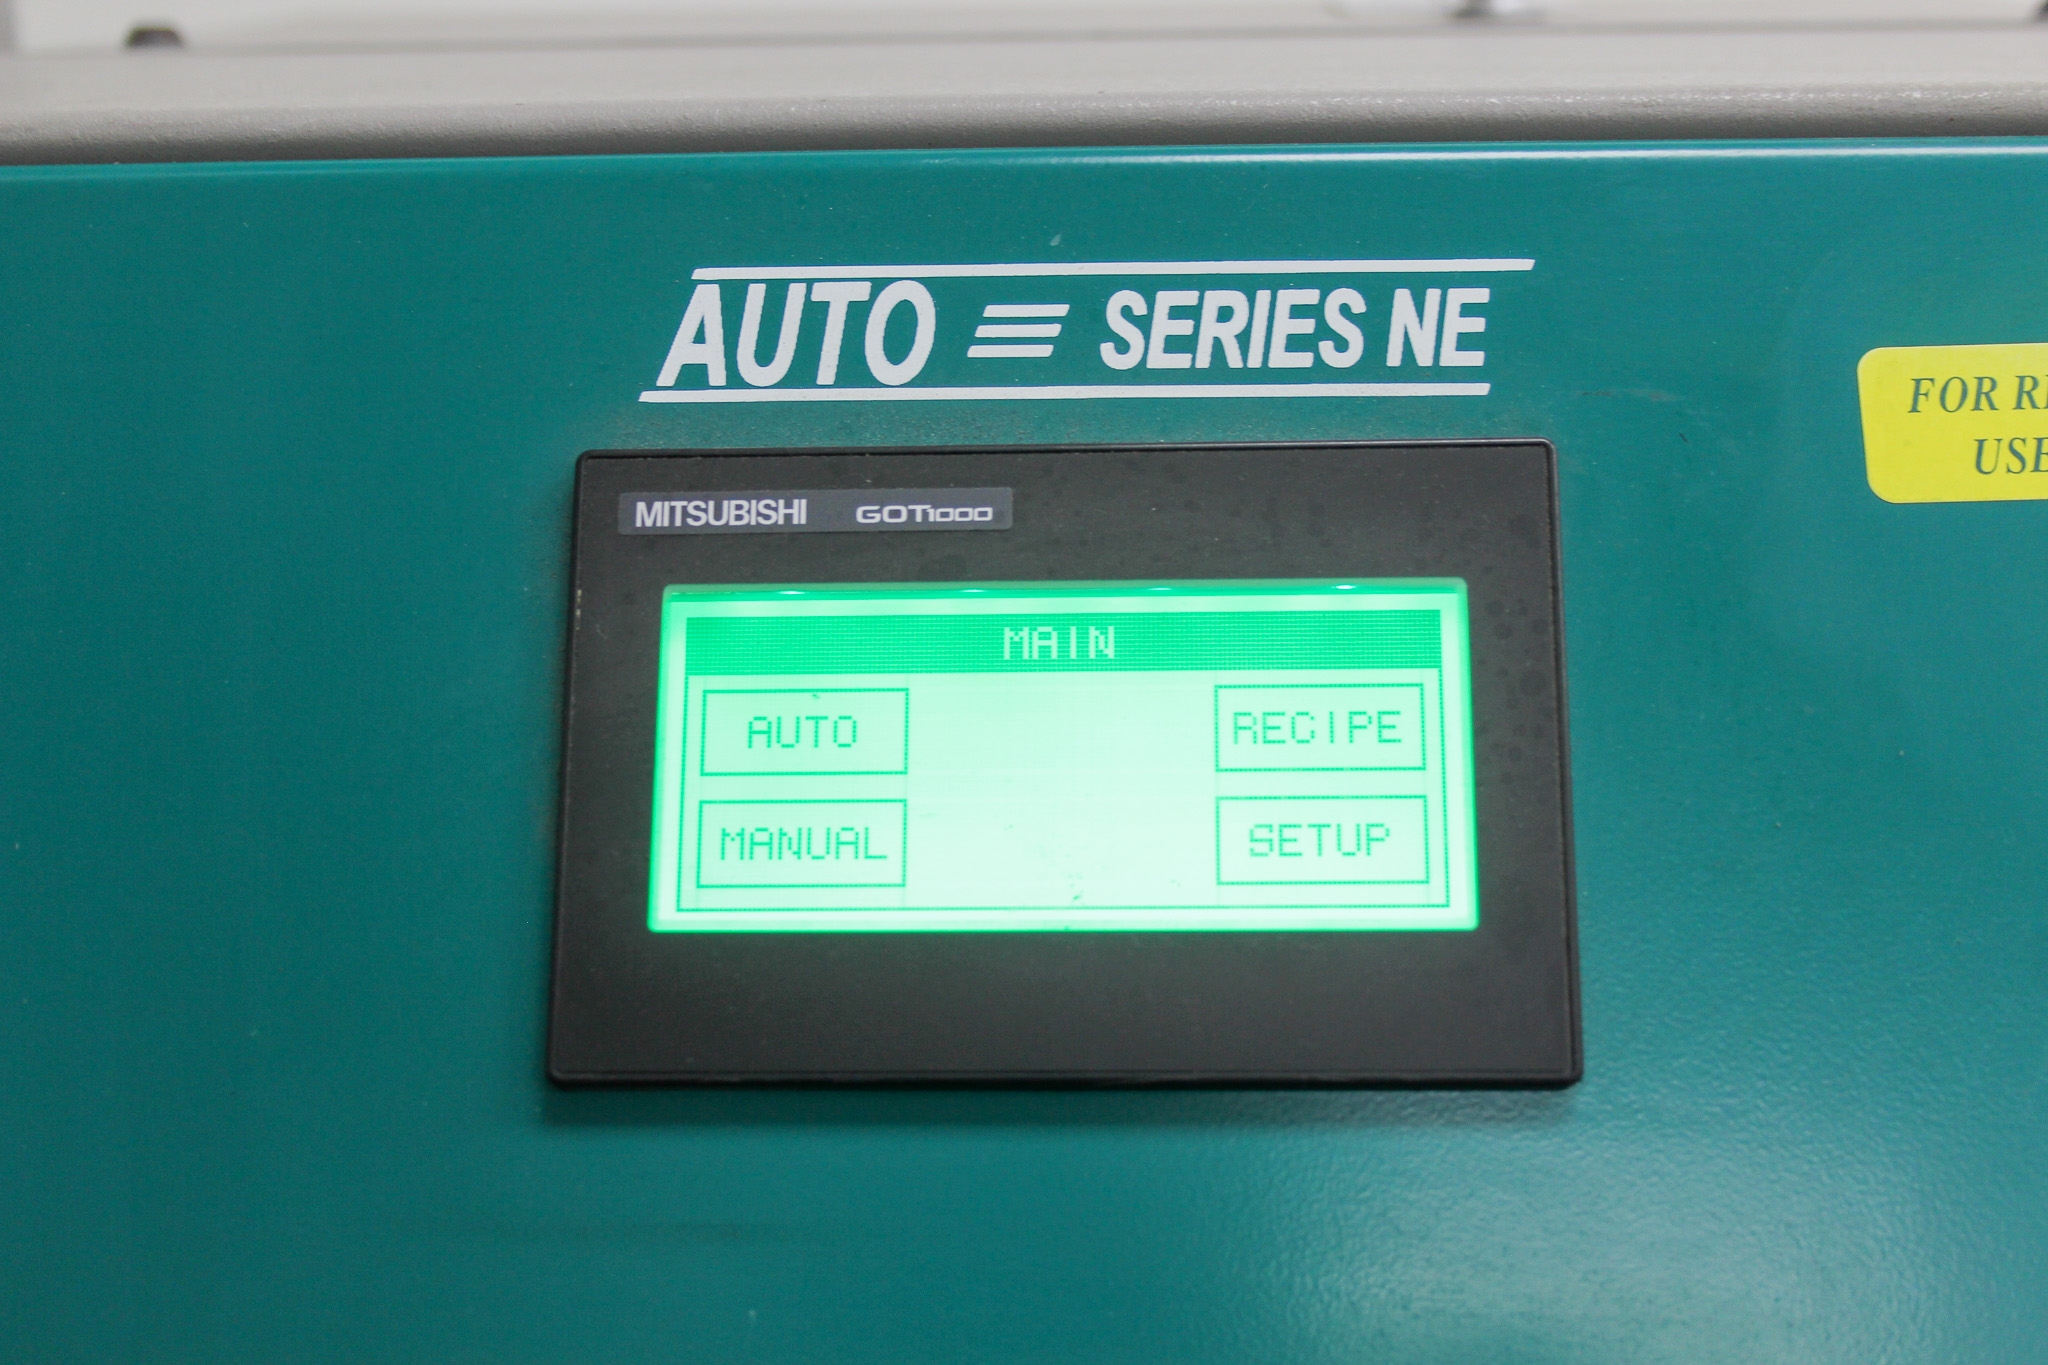 AUTO SERIES NE
FOR
USE
MITSUBISHI GOT1000
MAIN
AUTO
RECIPE
MANUAL
SETUP